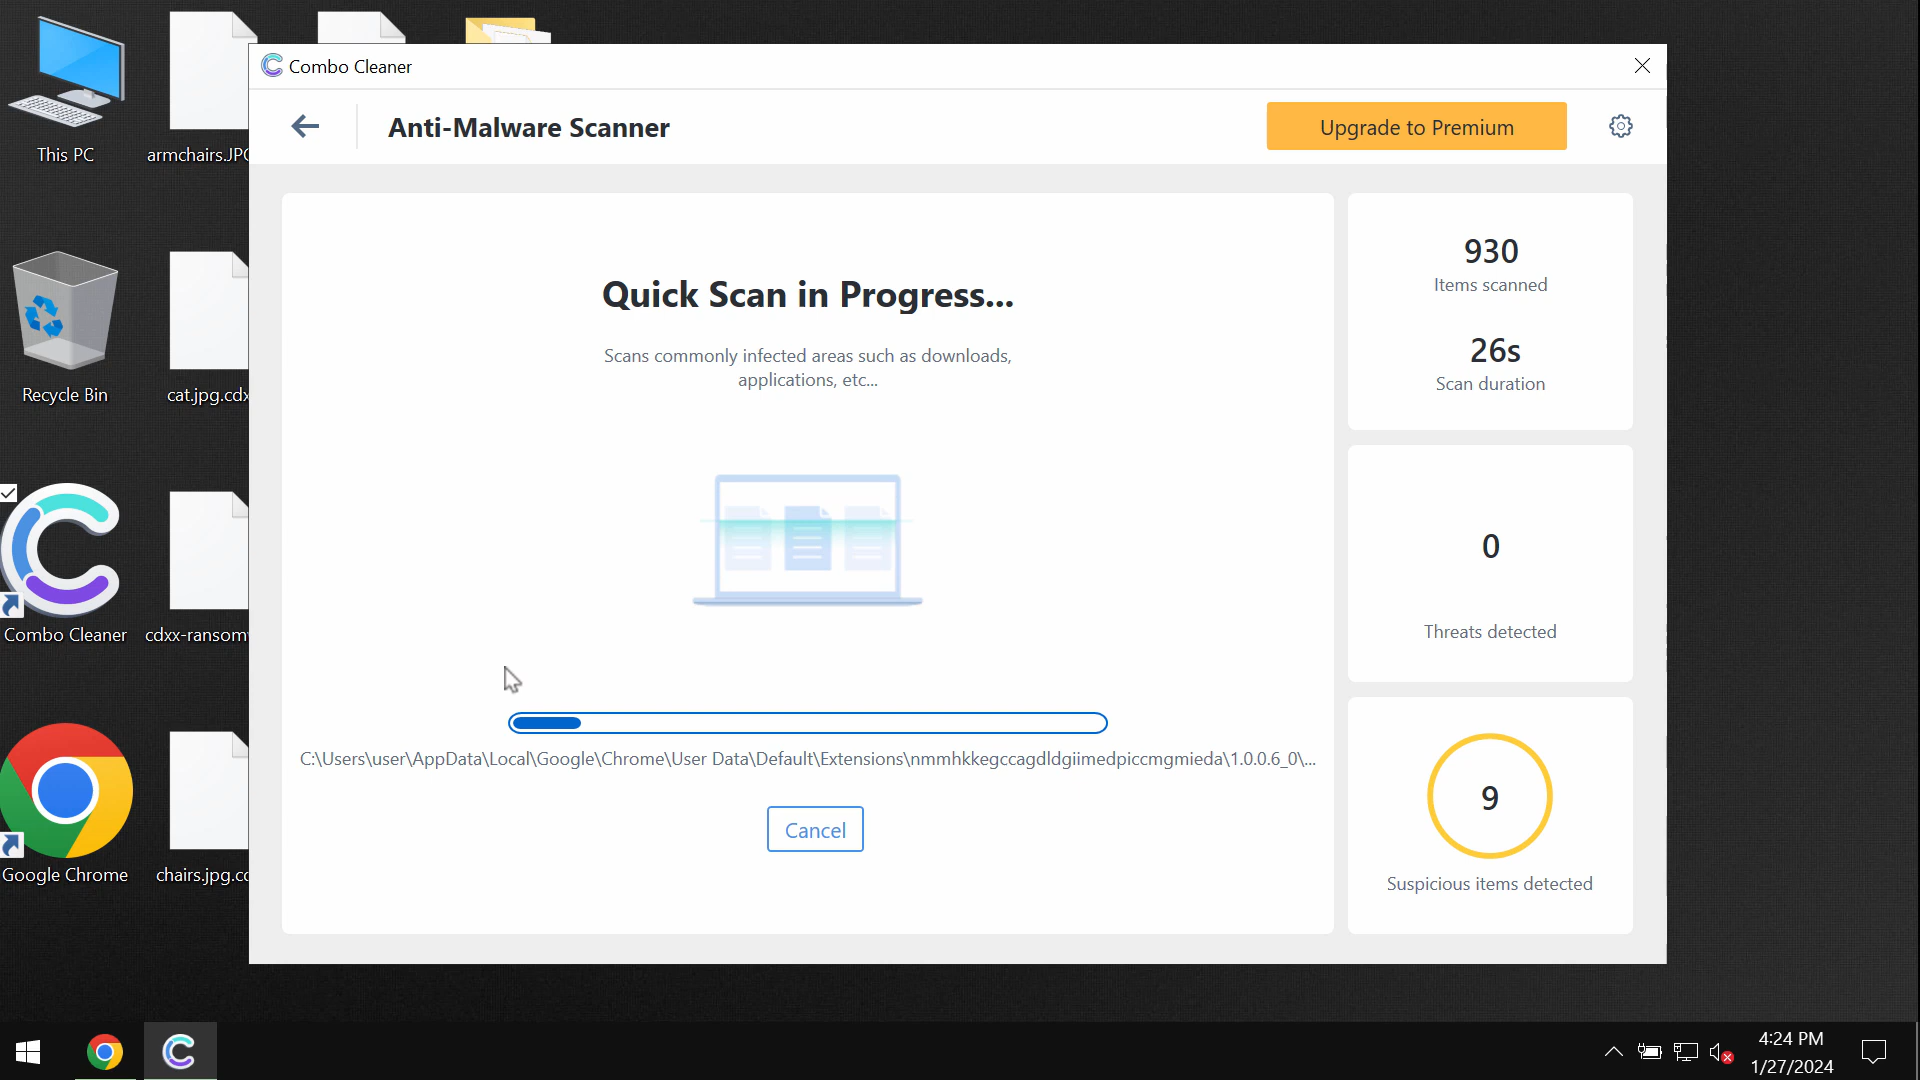 Combo Cleaner
Anti-Malware Scanner
Upgrade to Premium
This PC
armchairs.JPG
Quick Scan in Progress...
Scans commonly infected areas such as downloads,
applications, etc...
930
Items scanned
26s
Scan duration
Recycle Bin
cat.jpg.cdx
0
Threats detected
Combo Cleaner
cdxx-ransom
C:\Users\user\AppData\Local\Google\Chrome\User Data\Default\Extensions\nmmhkkegccagdldgiimedpiccmgmieda\1.0.0.6_0\...
Cancel
9
Suspicious items detected
Google Chrome
chairs.jpg.c
4:24 PM
1/27/2024